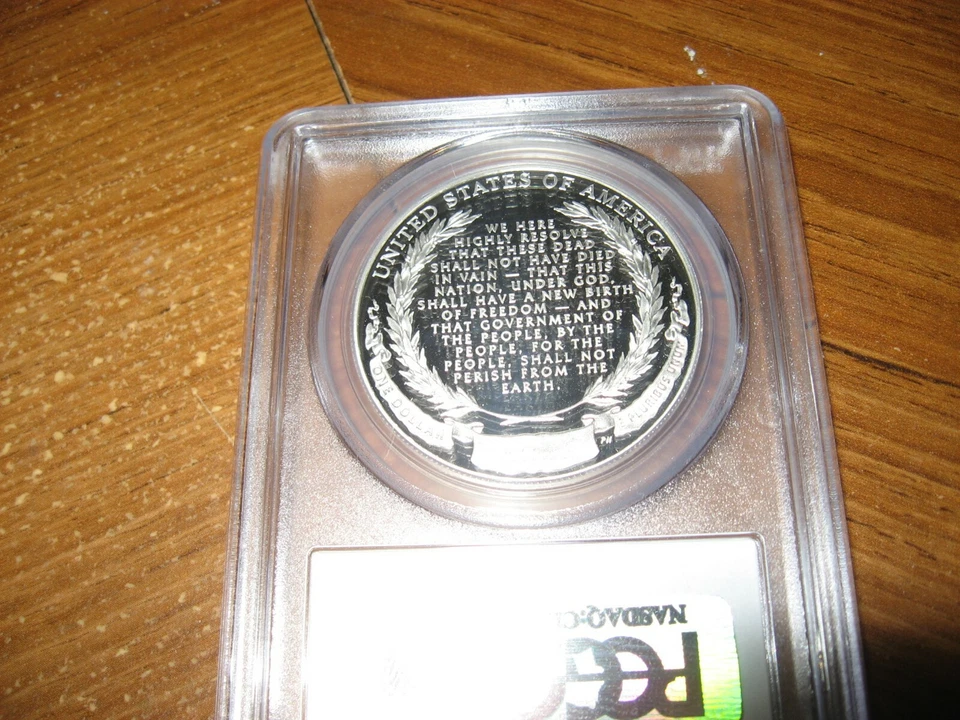 UNITED STATES OF AMERICA
WE HERE
HIGHLY RESOLVE
THAT THESE DEAD
SHALL NOT HAVE DIED
IN VAIN — THAT THIS
NATION, UNDER GOD,
SHALL HAVE A NEW BIRTH
OF FREEDOM — AND
THAT GOVERNMENT OF
THE PEOPLE, BY THE
PEOPLE, FOR THE
PEOPLE, SHALL NOT
PERISH FROM THE
EARTH.
ONE DOLLAR
E PLURIBUS UNUM
PH
NASDAQ:C
PCG